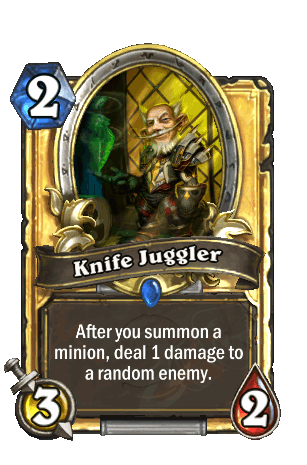 2
Knife Juggler
After you summon a
minion, deal 1 damage to
a random enemy.
3
2